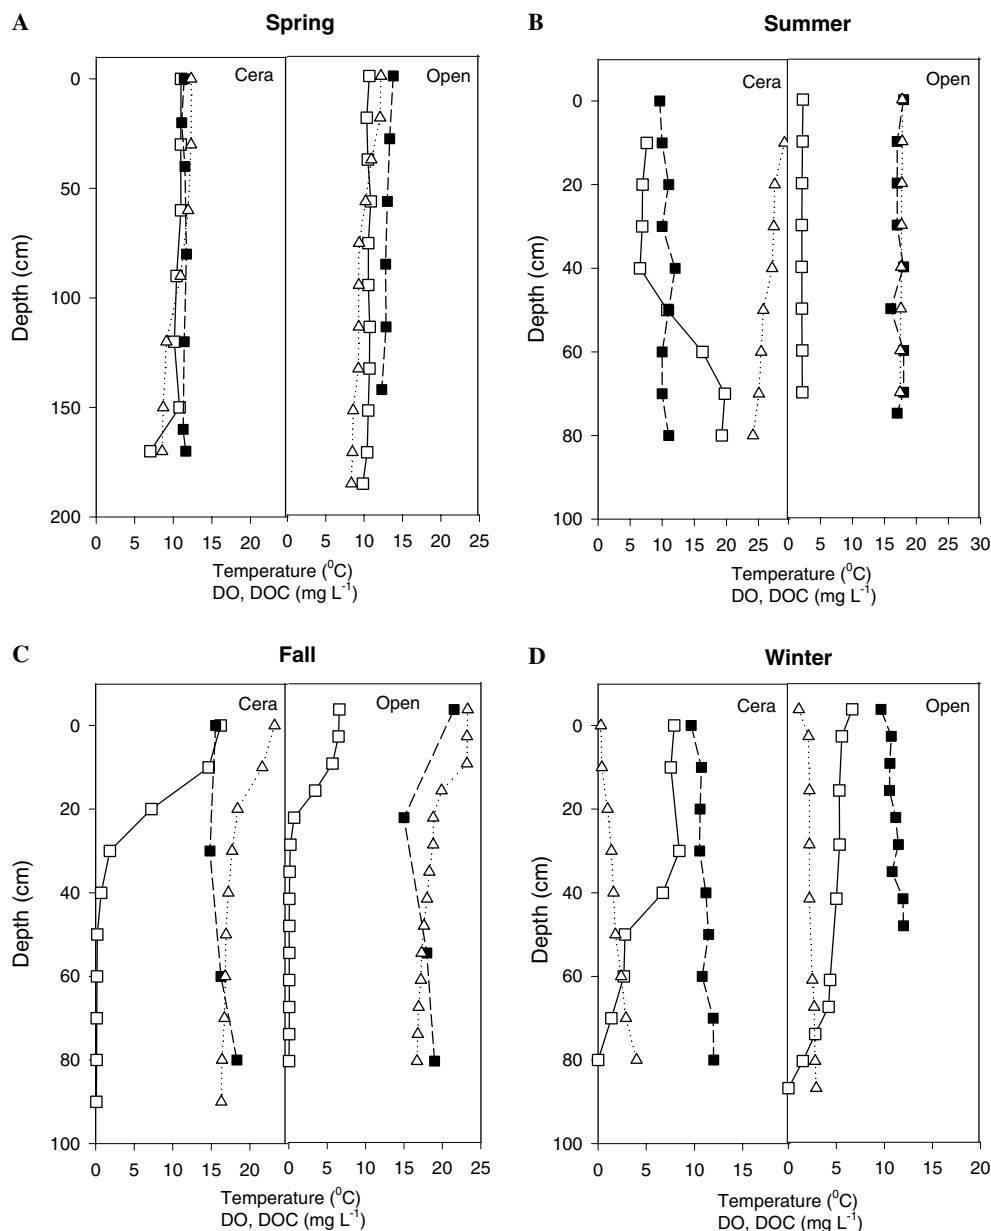 A Spring
Cera Open
0
50
100
150
200
Depth (cm)
0 5 10 15 20 0 5 10 15 20 25
Temperature (⁰C)
DO, DOC (mg L⁻¹)
B Summer
Cera Open
0
20
40
60
80
100
Depth (cm)
0 5 10 15 20 25 0 5 10 15 20 25 30
Temperature (⁰C)
DO, DOC (mg L⁻¹)
C Fall
Cera Open
0
20
40
60
80
100
Depth (cm)
0 5 10 15 20 0 5 10 15 20 25
Temperature (⁰C)
DO, DOC (mg L⁻¹)
D Winter
Cera Open
0
20
40
60
80
100
Depth (cm)
0 5 10 15 0 5 10 15 20
Temperature (⁰C)
DO, DOC (mg L⁻¹)